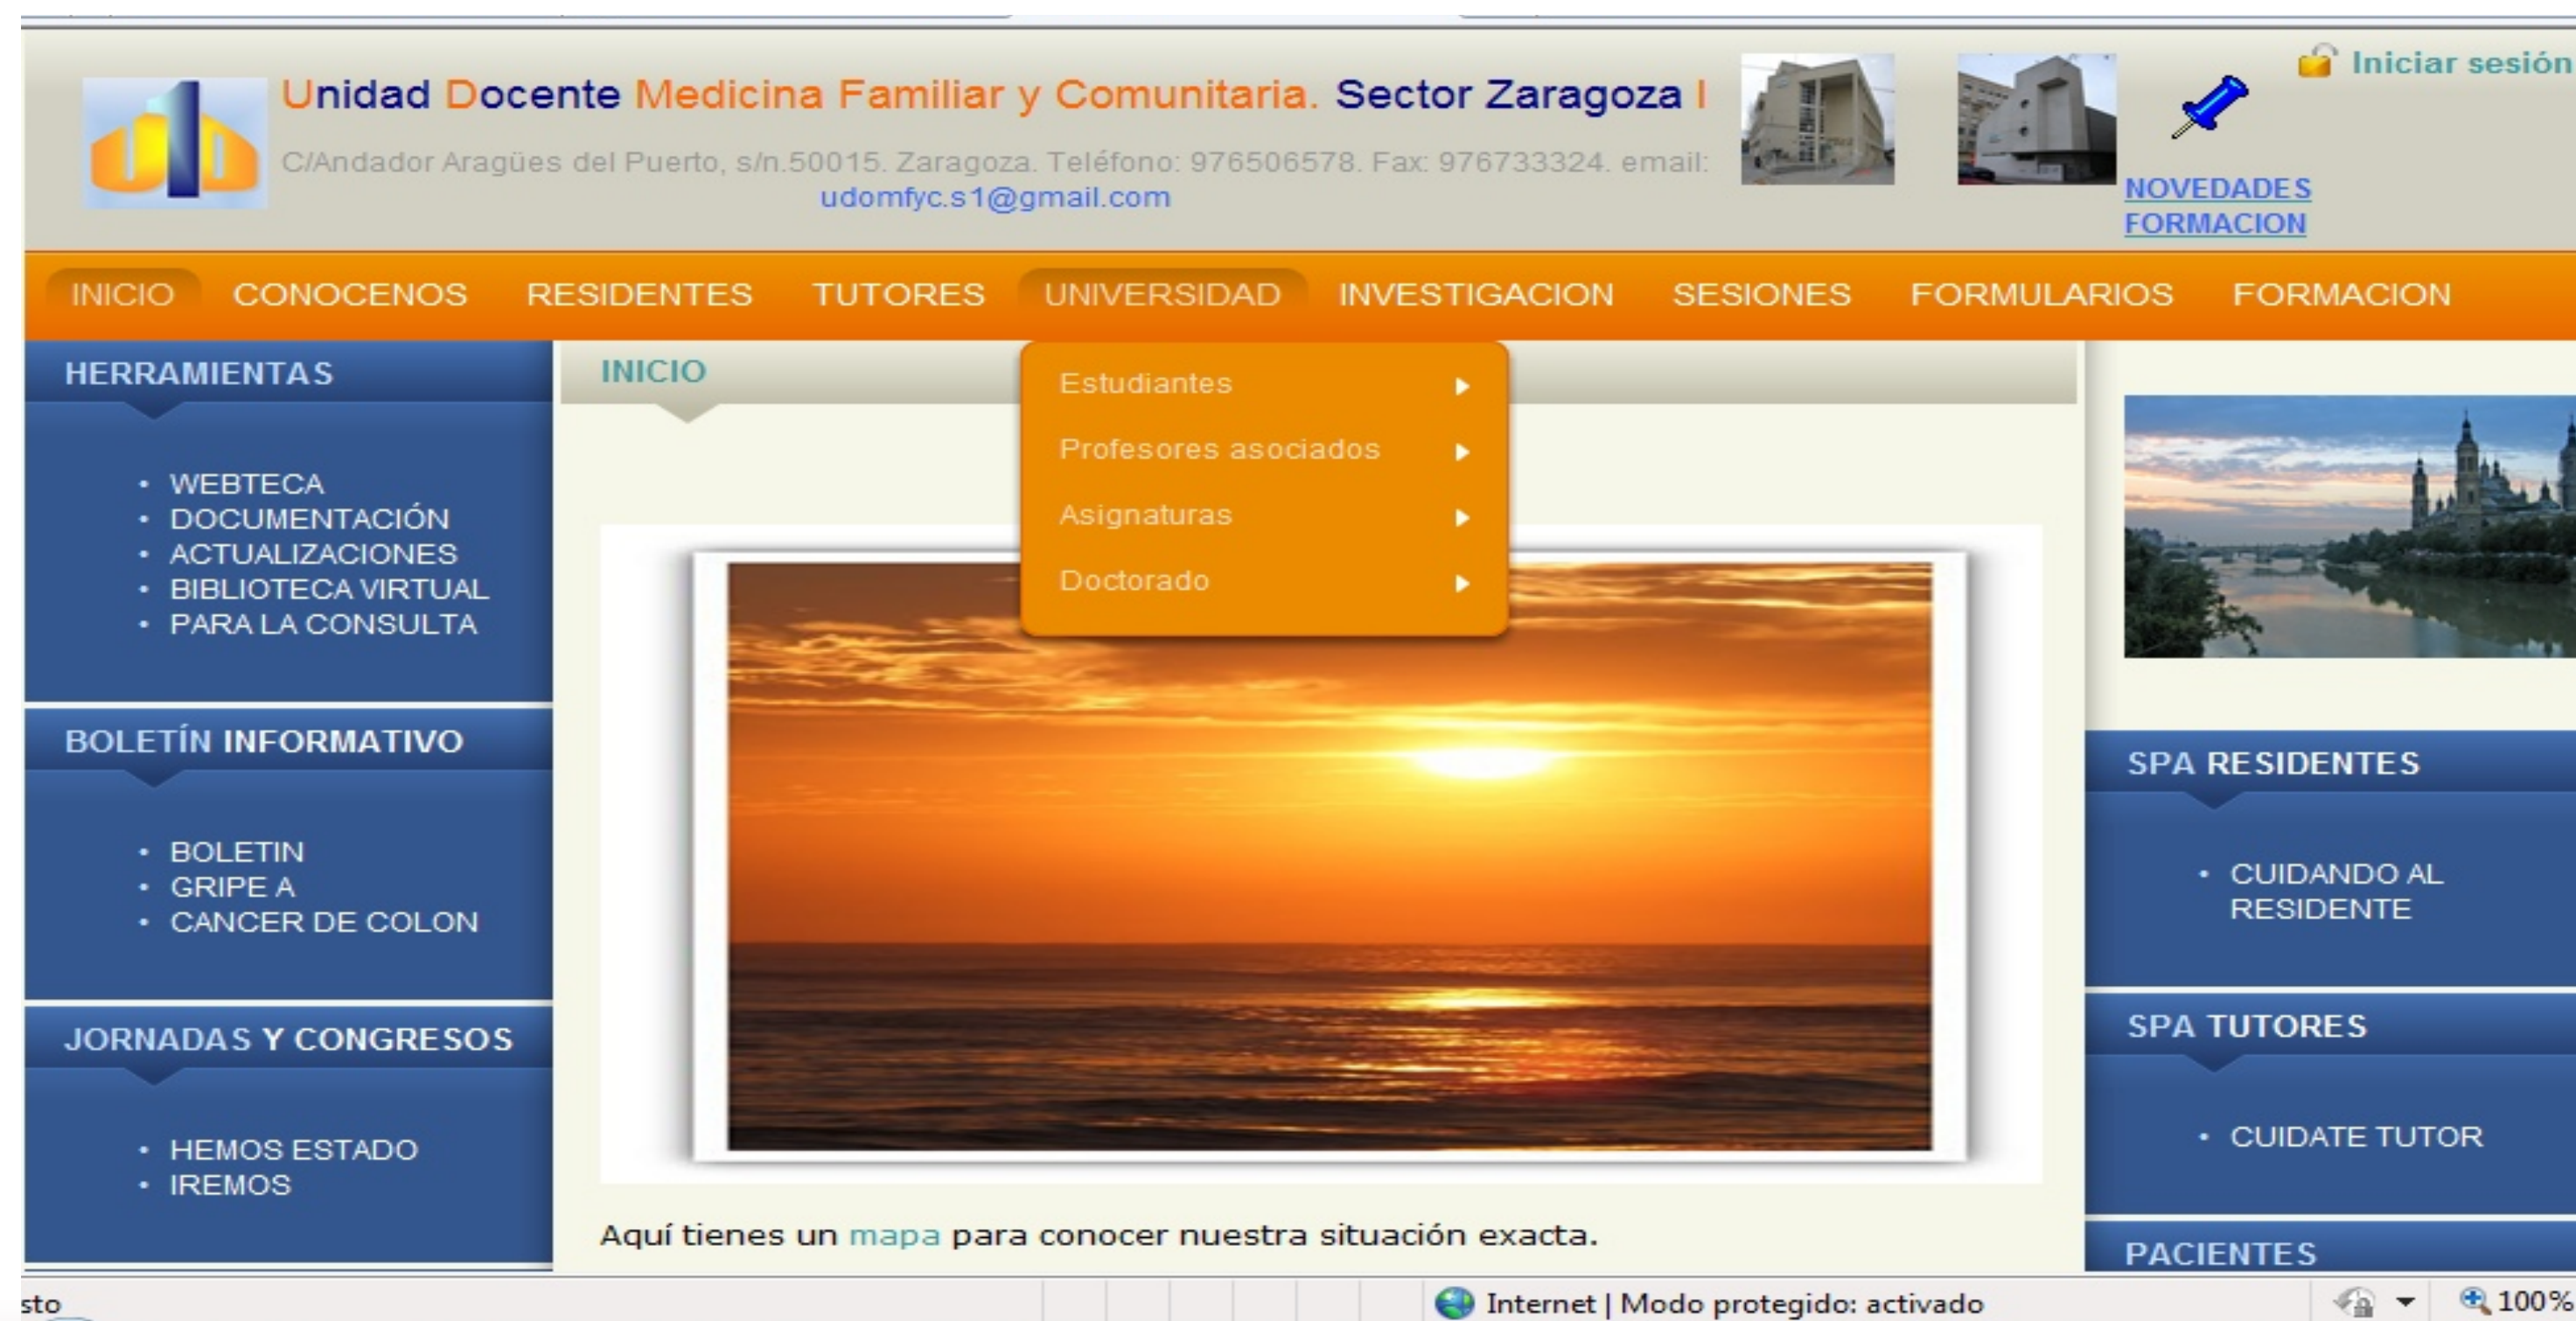 Iniciar sesión
Unidad Docente Medicina Familiar y Comunitaria. Sector Zaragoza I
C/Andador Aragües del Puerto, s/n.50015. Zaragoza. Teléfono: 976506578. Fax: 976733324. email:
udomfyc.s1@gmail.com
NOVEDADES
FORMACION
INICIO CONOCENOS RESIDENTES TUTORES UNIVERSIDAD INVESTIGACION SESIONES FORMULARIOS FORMACION
HERRAMIENTAS
WEBTECA
DOCUMENTACIÓN
ACTUALIZACIONES
BIBLIOTECA VIRTUAL
PARA LA CONSULTA
BOLETÍN INFORMATIVO
BOLETIN
GRIPE A
CANCER DE COLON
JORNADAS Y CONGRESOS
HEMOS ESTADO
IREMOS
INICIO
Estudiantes
Profesores asociados
Asignaturas
Doctorado
Aquí tienes un mapa para conocer nuestra situación exacta.
SPA RESIDENTES
CUIDANDO AL
RESIDENTE
SPA TUTORES
CUIDATE TUTOR
PACIENTES
sto
Internet | Modo protegido: activado
100%